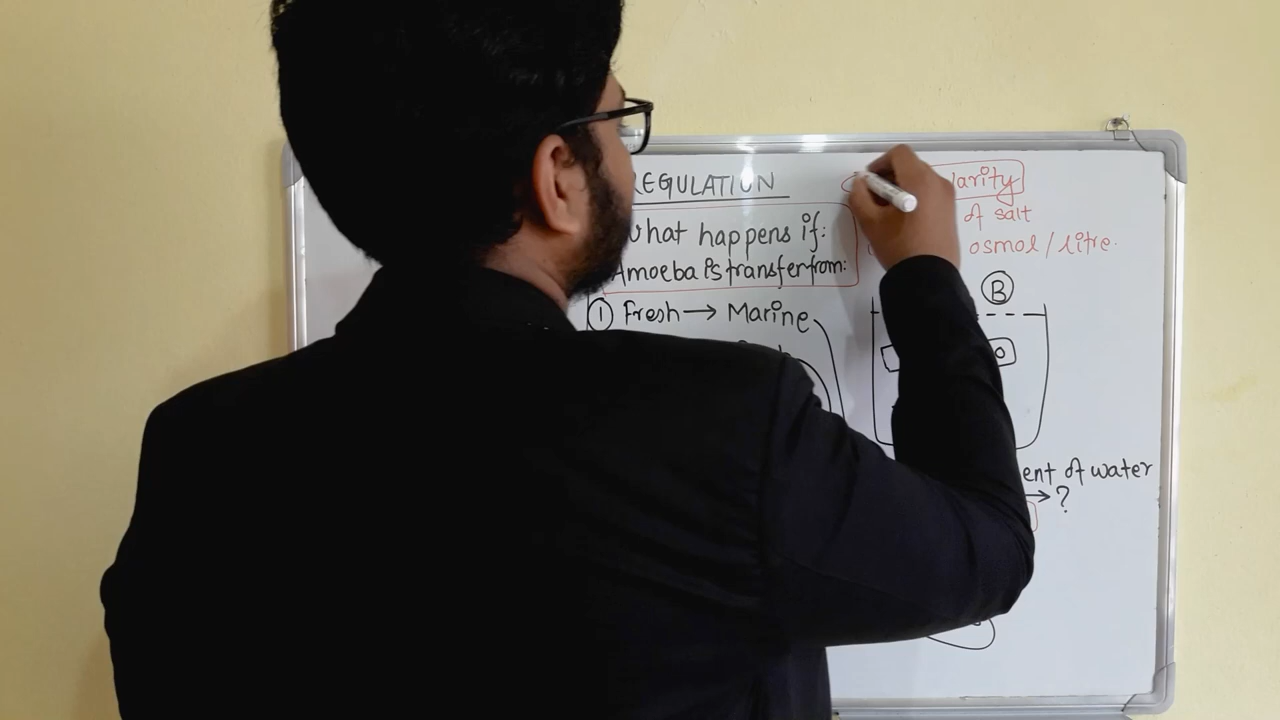 REGULATION
What happens if:
Amoeba is transfer from:
① Fresh → Marine
larity
of salt
osmol / litre.
B
ent of water
→ ?